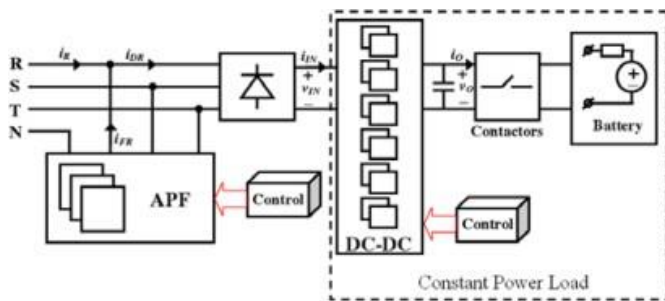 R
i_R
i_DR
S
T
N
i_FR
APF
Control
i_IN
+
v_IN
−
DC-DC
Control
i_O
+
v_O
−
Contactors
Battery
+
−
Constant Power Load